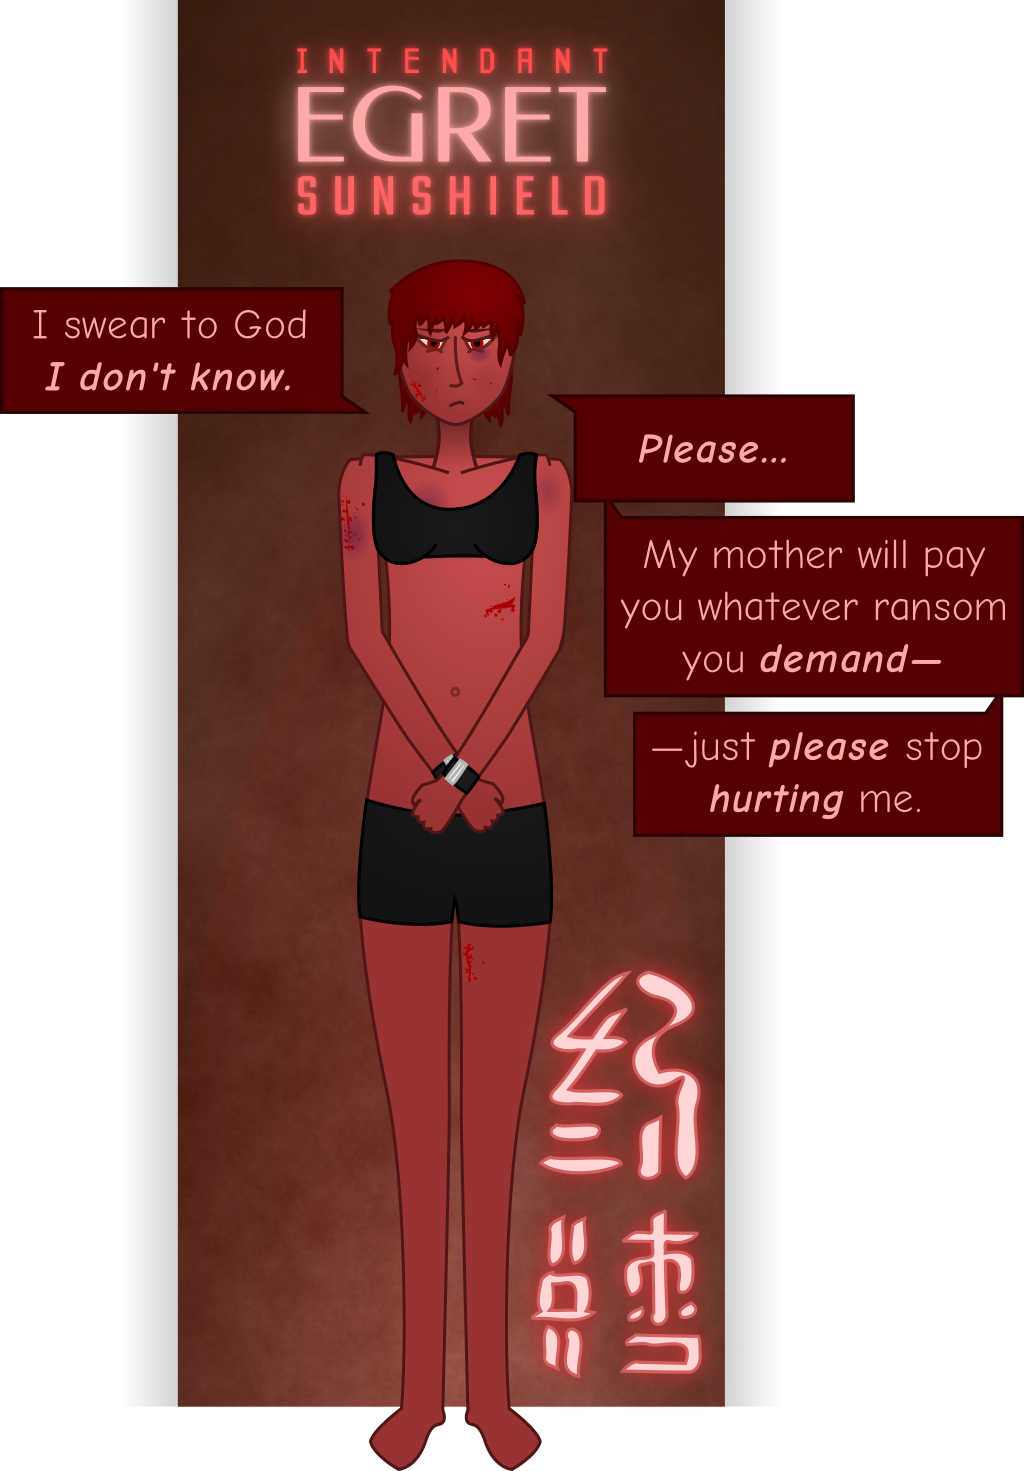 INTENDANT
EGRET
SUNSHIELD
I swear to God
I don't know.
Please...
My mother will pay
you whatever ransom
you demand—
—just please stop
hurting me.